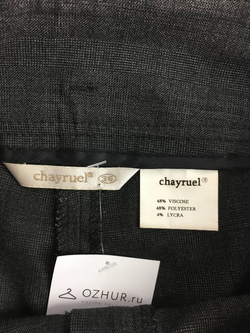 chayruel® 36
chayruel®
48% VISCOSE
48% POLYESTER
4% LYCRA
OZHUR.ru